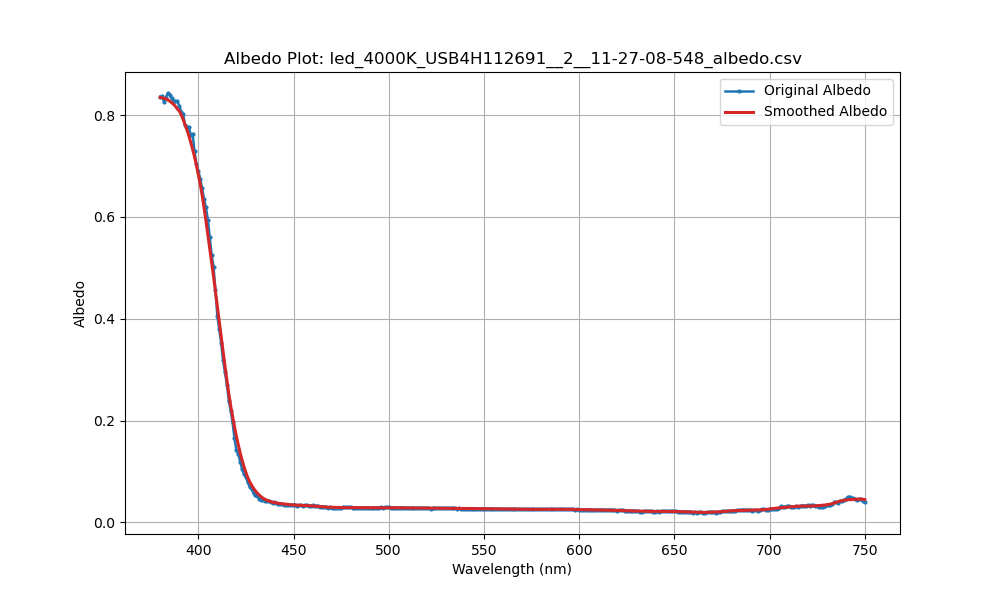 Albedo Plot: led_4000K_USB4H112691__2__11-27-08-548_albedo.csv
Original Albedo
Smoothed Albedo
Albedo
0.8
0.6
0.4
0.2
0.0
400 450 500 550 600 650 700 750
Wavelength (nm)